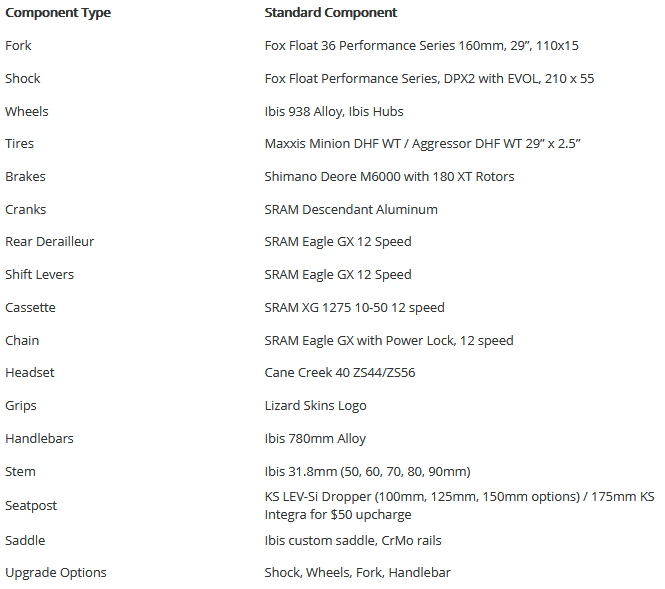 Component Type Standard Component
Fork Fox Float 36 Performance Series 160mm, 29”, 110x15
Shock Fox Float Performance Series, DPX2 with EVOL, 210 x 55
Wheels Ibis 938 Alloy, Ibis Hubs
Tires Maxxis Minion DHF WT / Aggressor DHF WT 29” x 2.5”
Brakes Shimano Deore M6000 with 180 XT Rotors
Cranks SRAM Descendant Aluminum
Rear Derailleur SRAM Eagle GX 12 Speed
Shift Levers SRAM Eagle GX 12 Speed
Cassette SRAM XG 1275 10-50 12 speed
Chain SRAM Eagle GX with Power Lock, 12 speed
Headset Cane Creek 40 ZS44/ZS56
Grips Lizard Skins Logo
Handlebars Ibis 780mm Alloy
Stem Ibis 31.8mm (50, 60, 70, 80, 90mm)
Seatpost KS LEV-Si Dropper (100mm, 125mm, 150mm options) / 175mm KS
Integra for $50 upcharge
Saddle Ibis custom saddle, CrMo rails
Upgrade Options Shock, Wheels, Fork, Handlebar